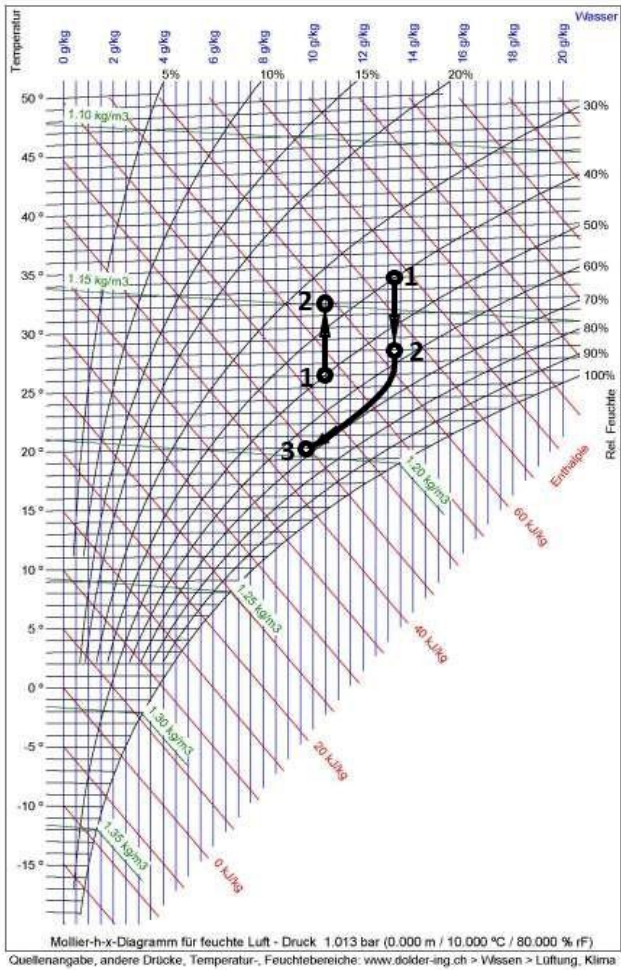 Temperatur
0 g/kg
2 g/kg
4 g/kg
6 g/kg
8 g/kg
10 g/kg
12 g/kg
14 g/kg
16 g/kg
18 g/kg
20 g/kg
Wasser
5%
10%
15%
20%
50 º
1.10 kg/m3
30%
45 º
40%
40 º
50%
35 º
1.15 kg/m3
1
60%
2
70%
30 º
80%
2
90%
1
100%
25 º
Rel. Feuchte
3
20 º
Enthalpie
1.20 kg/m3
15 º
60 kJ/kg
10 º
1.25 kg/m3
5 º
40 kJ/kg
0 º
1.30 kg/m3
-5 º
20 kJ/kg
-10 º
1.35 kg/m3
-15 º
0 kJ/kg
Mollier-h-x-Diagramm für feuchte Luft - Druck 1.013 bar (0.000 m / 10.000 ºC / 80.000 % rF)
Quellenangabe, andere Drücke, Temperatur-, Feuchtebereiche: www.dolder-ing.ch > Wissen > Lüftung, Klima